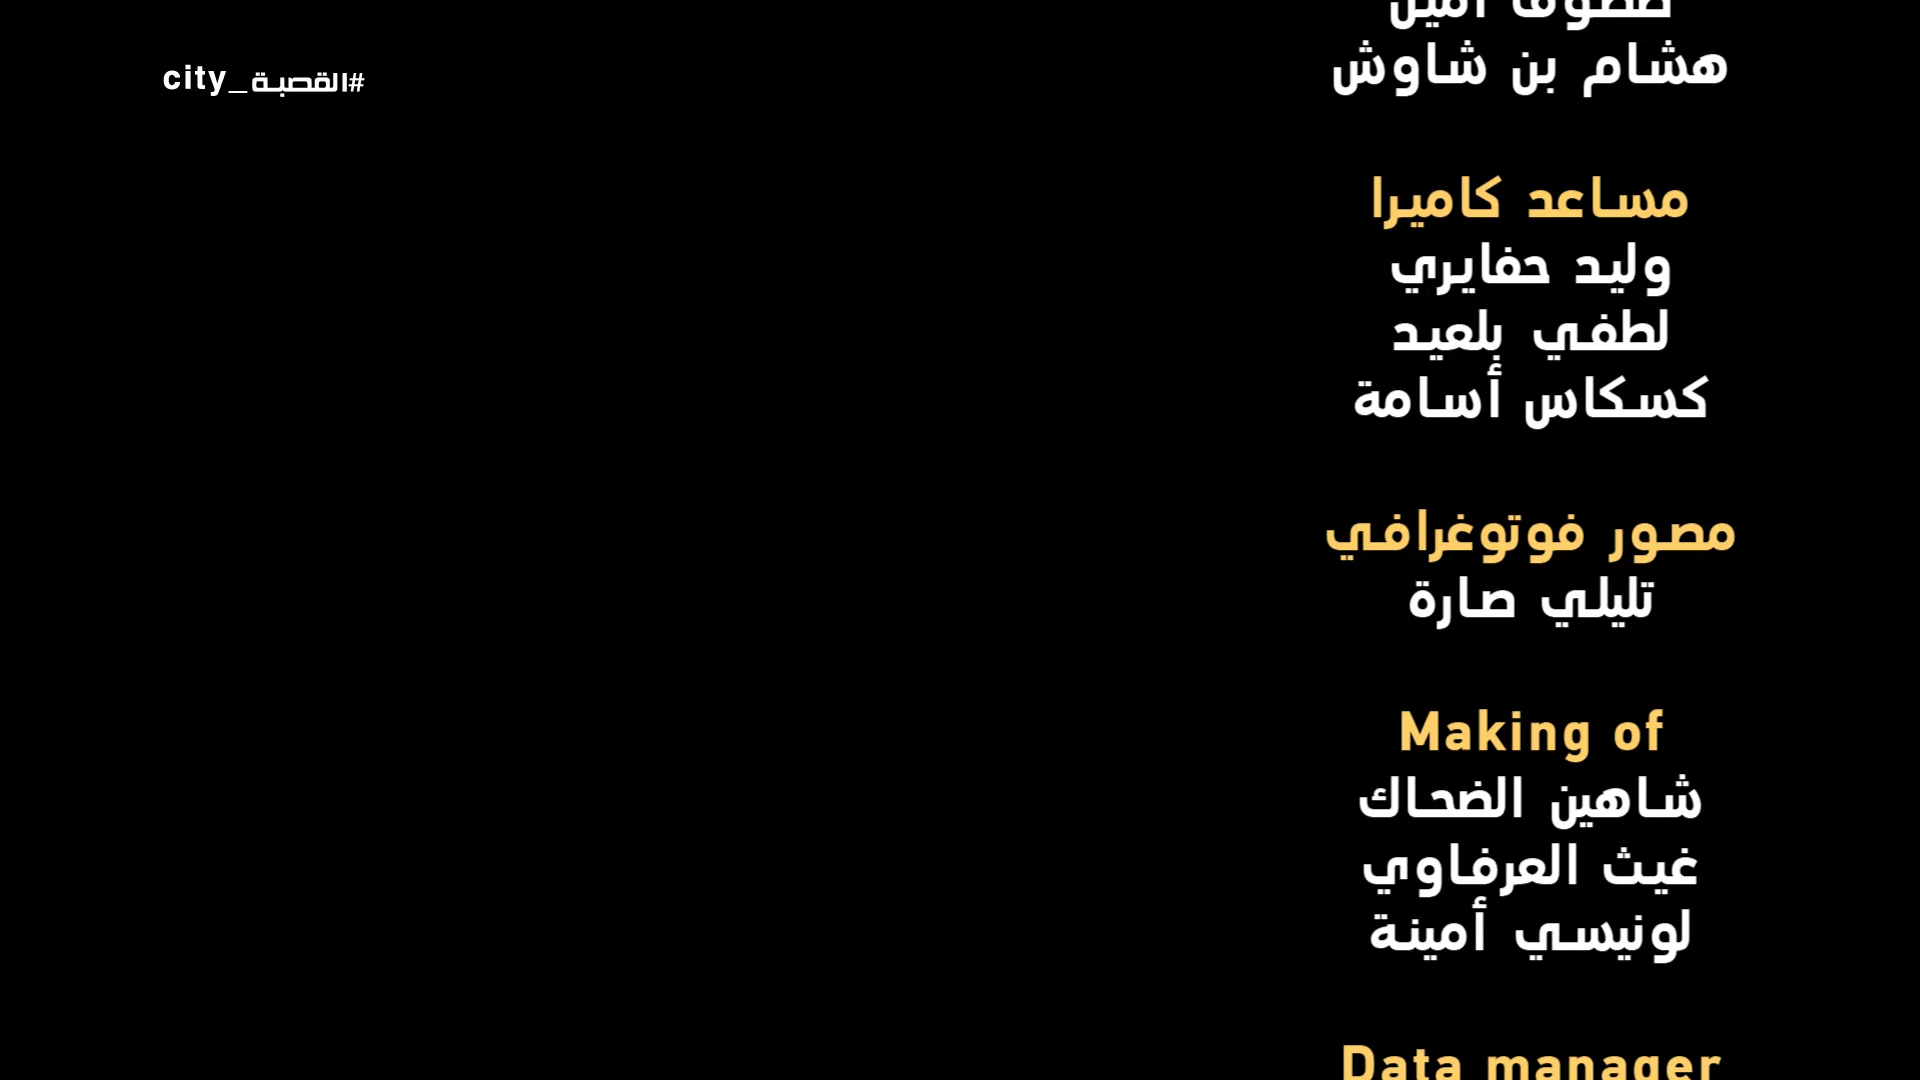 #القصبة_city
هشام بن شاوش
مساعد كاميرا
وليد حفايري
لطفي بلعيد
كسكاس أسامة
مصور فوتوغرافي
تليلي صارة
Making of
شاهين الضحاك
غيث العرفاوي
لونيسي أمينة
Data manager